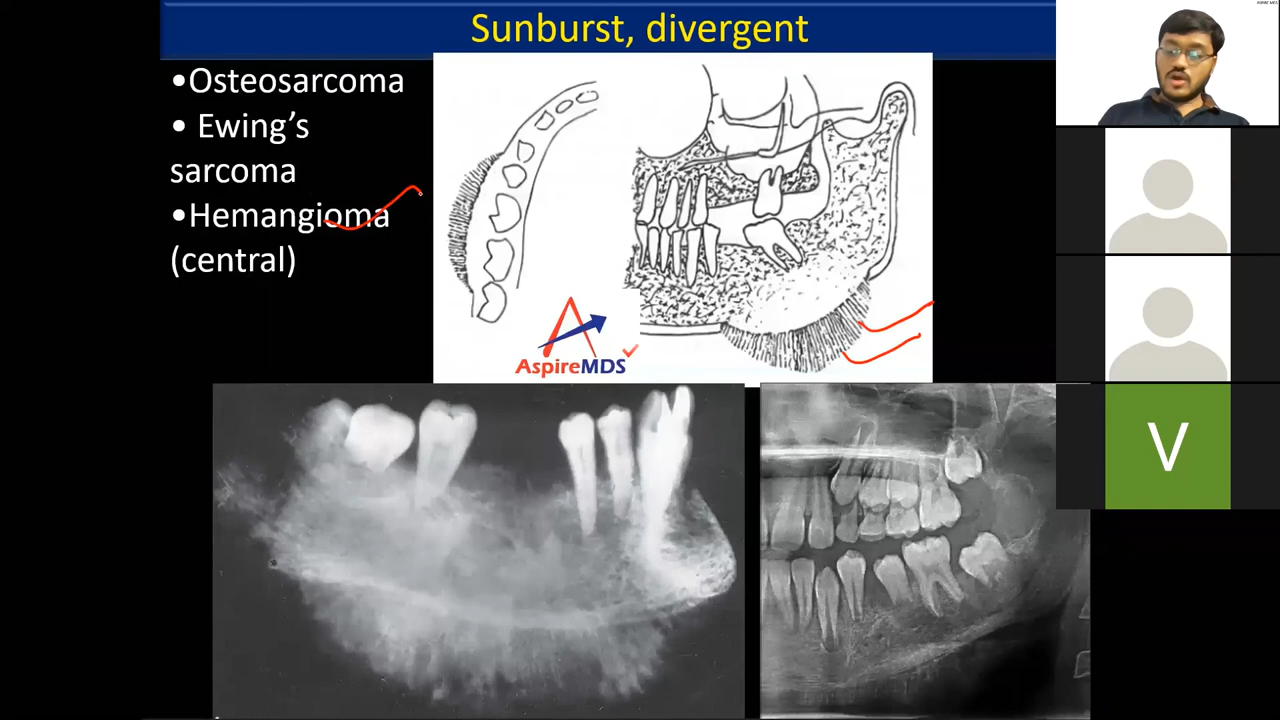 Sunburst, divergent
•Osteosarcoma
• Ewing's
sarcoma
•Hemangioma
(central)
AspireMDS
V